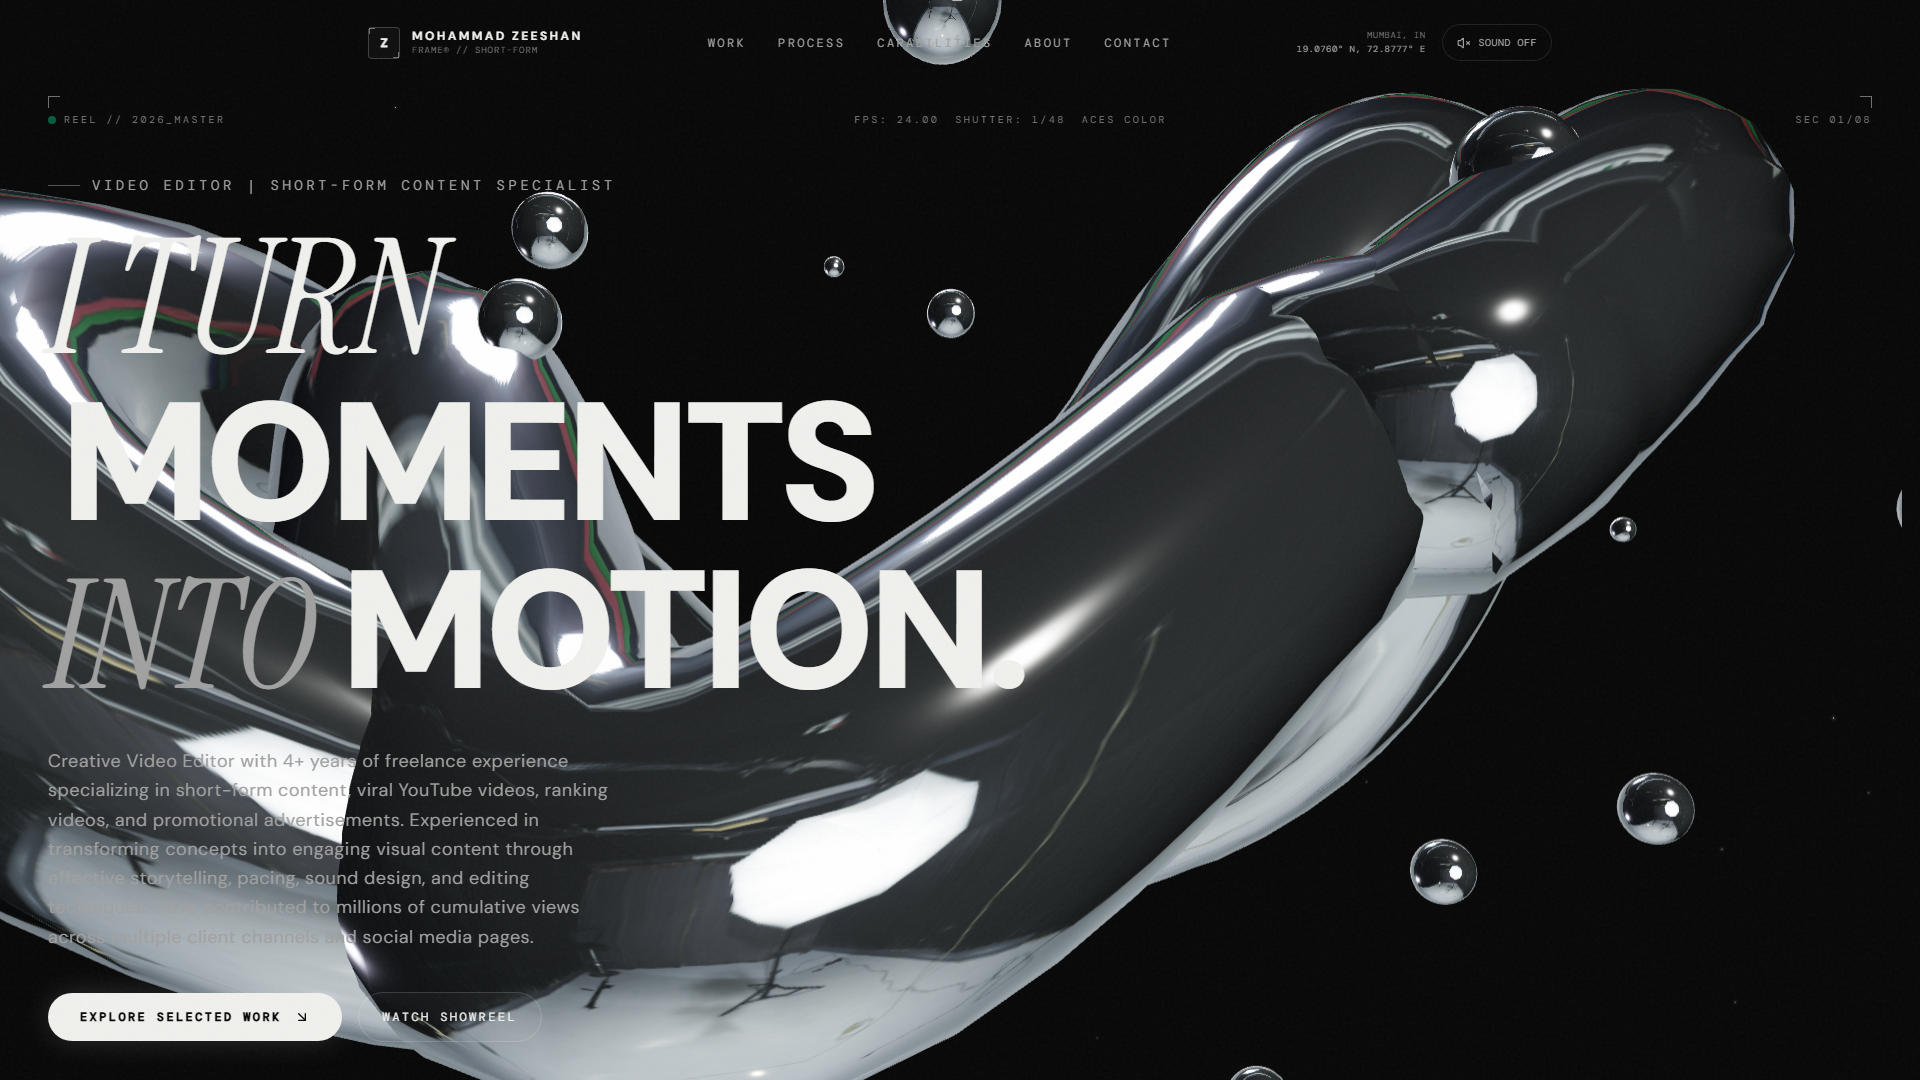 Z
MOHAMMAD ZEESHAN
FRAME® // SHORT-FORM
WORK
PROCESS
CAPABILITIES
ABOUT
CONTACT
MUMBAI, IN
19.0760° N, 72.8777° E
SOUND OFF
REEL // 2026_MASTER
FPS: 24.00 SHUTTER: 1/48 ACES COLOR
SEC 01/08
VIDEO EDITOR | SHORT-FORM CONTENT SPECIALIST
I TURN
MOMENTS
INTO MOTION.
Creative Video Editor with 4+ years of freelance experience
specializing in short-form content, viral YouTube videos, ranking
videos, and promotional advertisements. Experienced in
transforming concepts into engaging visual content through
effective storytelling, pacing, sound design, and editing
contributed to millions of cumulative views
across multiple client channels and social media pages.
EXPLORE SELECTED WORK ↘
WATCH SHOWREEL